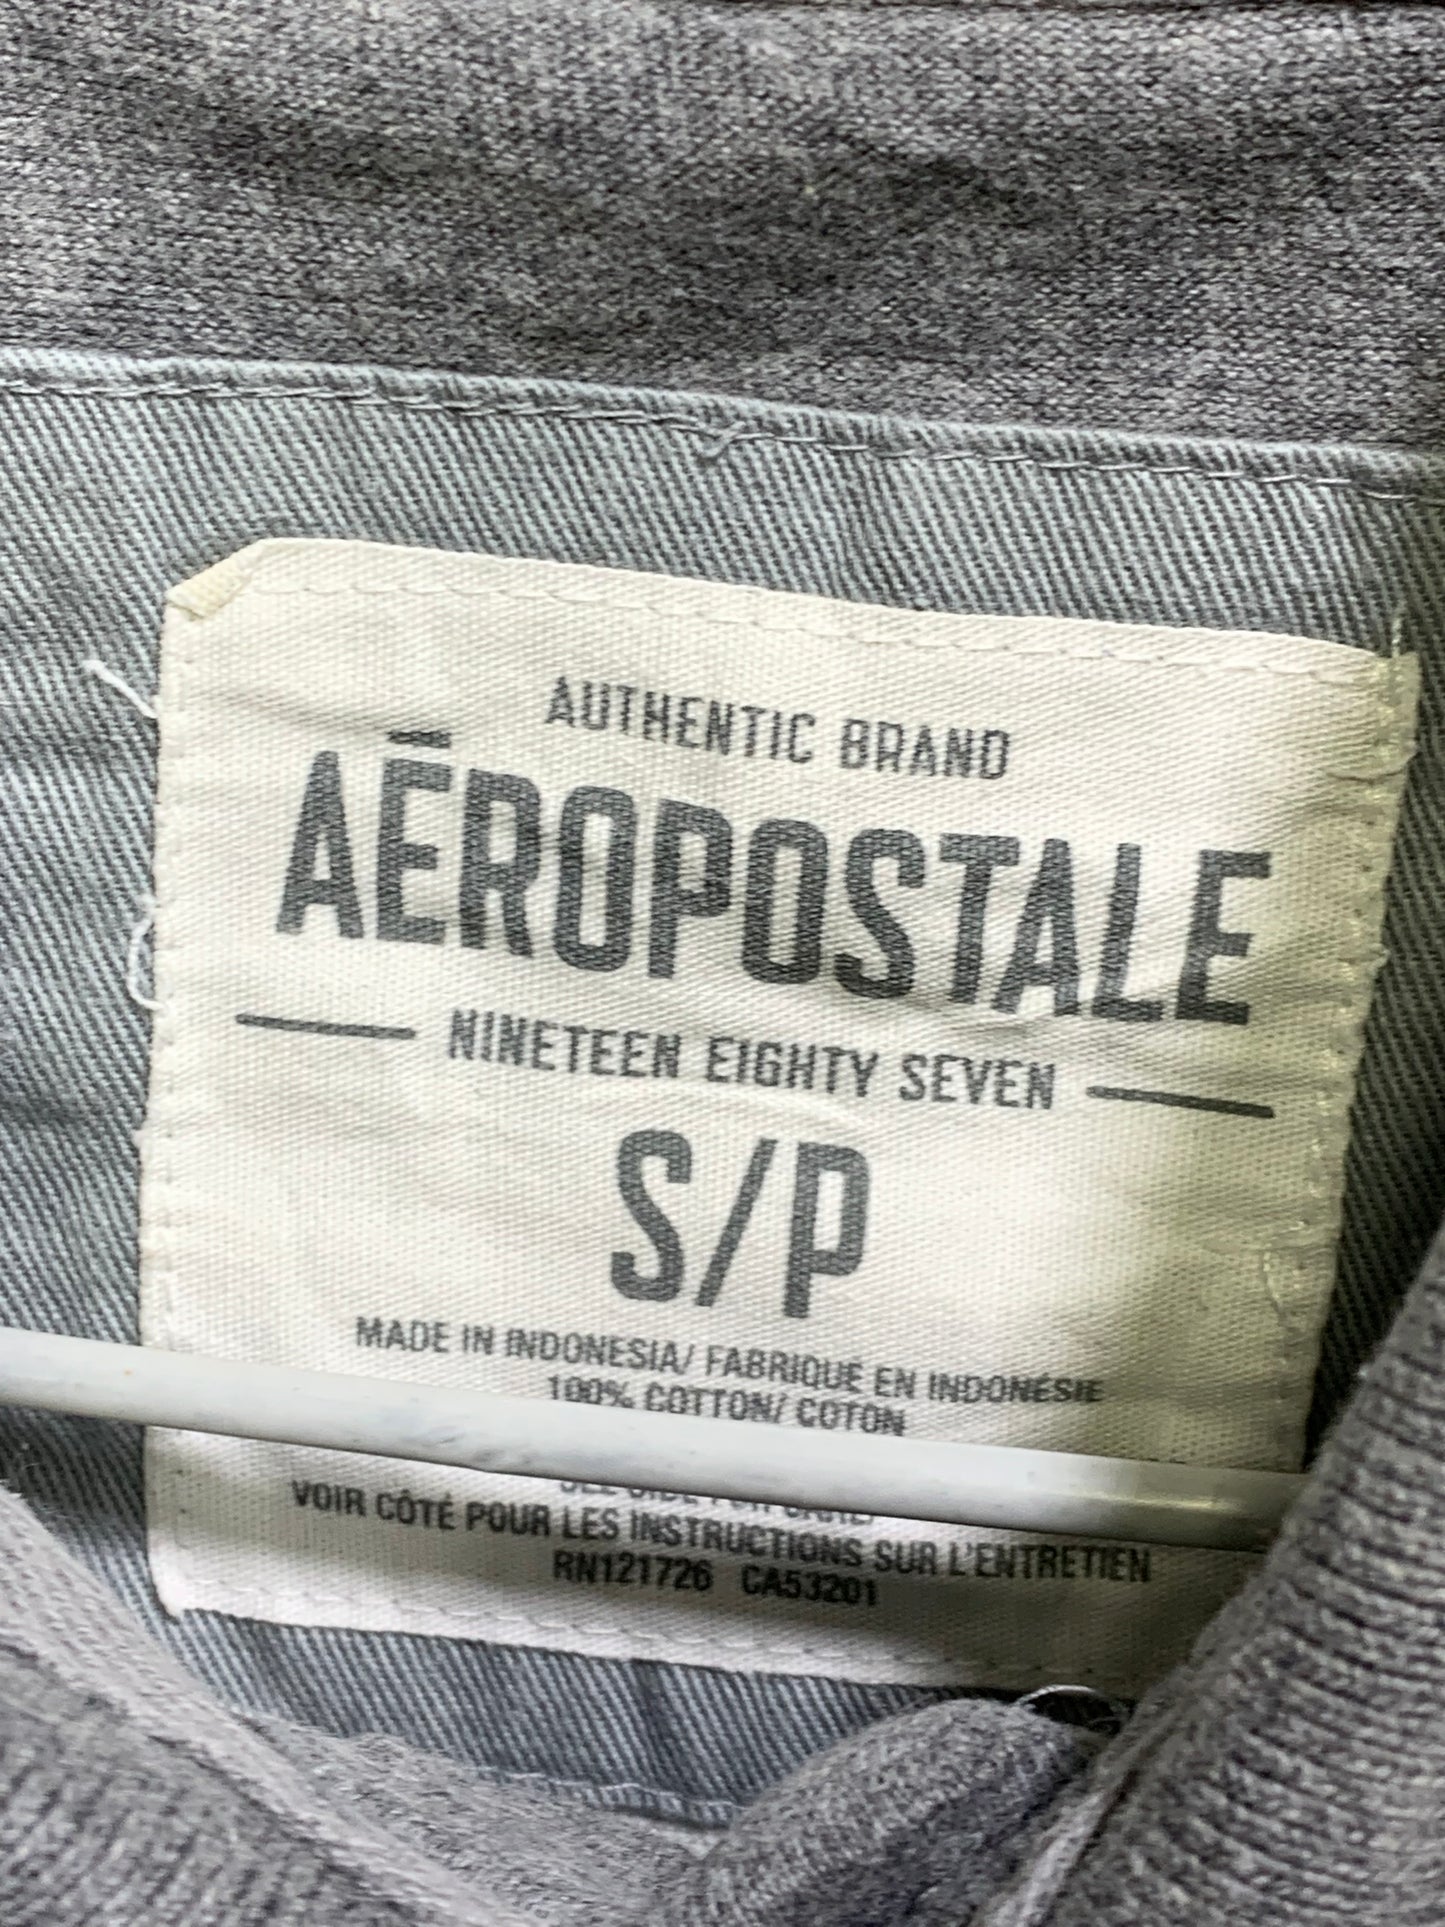 AUTHENTIC BRAND
AĒROPOSTALE
NINETEEN EIGHTY SEVEN
S/P
MADE IN INDONESIA/ FABRIQUÉ EN INDONÉSIE
100% COTTON/ COTON
VOIR CÔTÉ POUR LES INSTRUCTIONS SUR L'ENTRETIEN
RN121726 CA53201